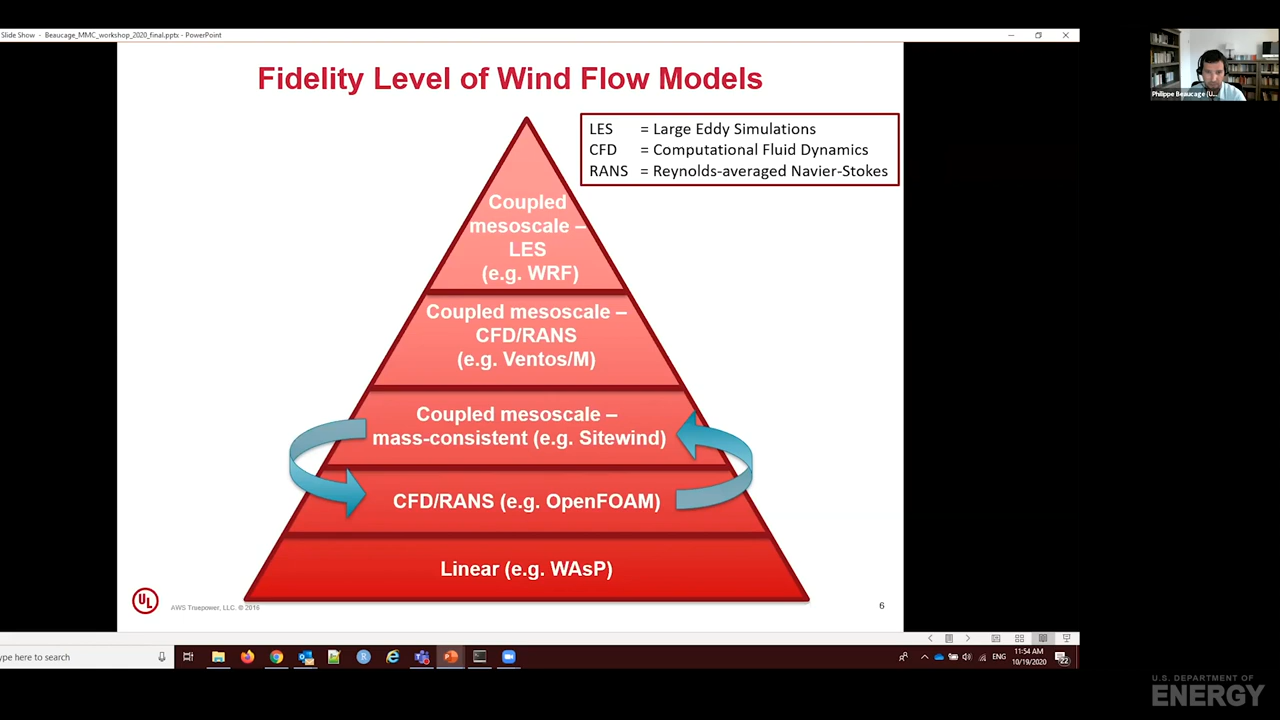 Slide Show - Beaucage_MMC_workshop_2020_final.pptx - PowerPoint
Fidelity Level of Wind Flow Models
LES = Large Eddy Simulations
CFD = Computational Fluid Dynamics
RANS = Reynolds-averaged Navier-Stokes
Coupled
mesoscale –
LES
(e.g. WRF)
Coupled mesoscale –
CFD/RANS
(e.g. Ventos/M)
Coupled mesoscale –
mass-consistent (e.g. Sitewind)
CFD/RANS (e.g. OpenFOAM)
Linear (e.g. WAsP)
UL
AWS Truepower, LLC. © 2016
6
Philippe Beaucage (U...
ype here to search
ENG
11:54 AM
10/19/2020
22
U.S. DEPARTMENT OF
ENERGY